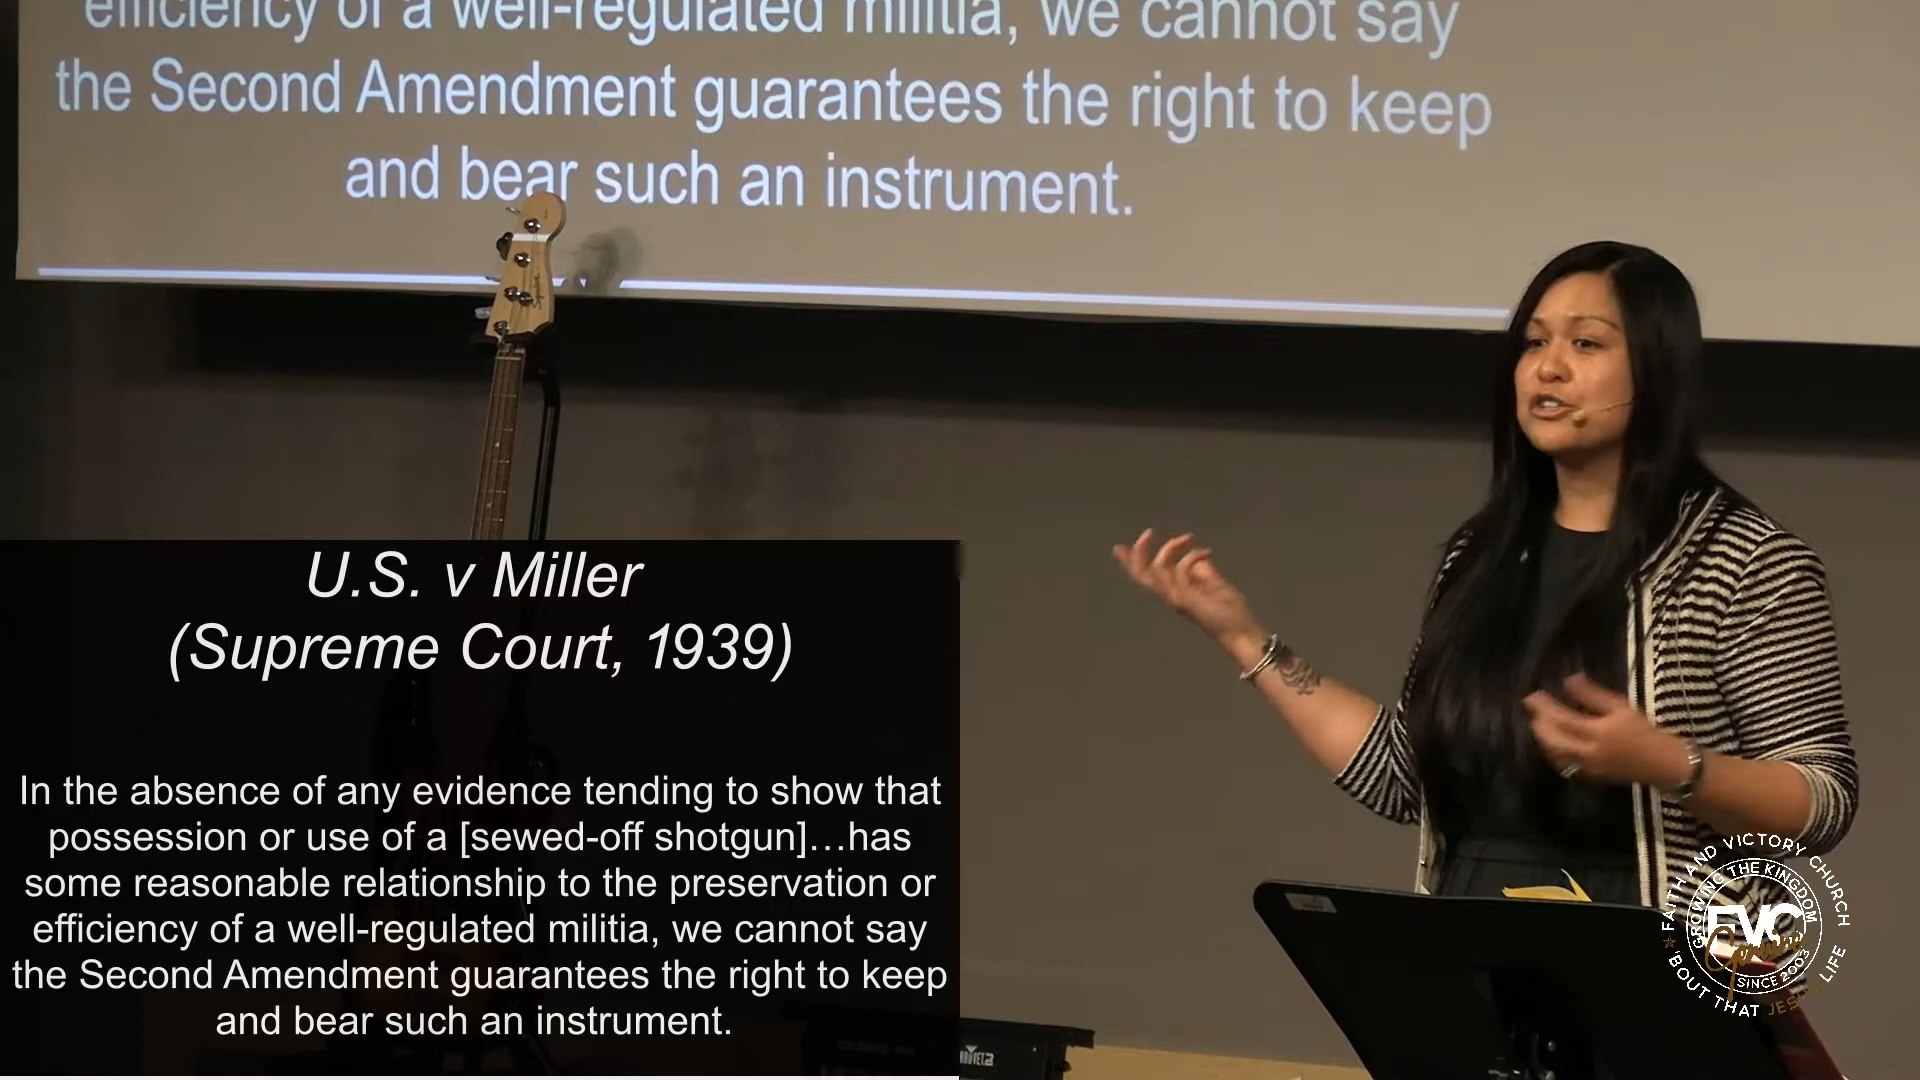 efficiency of a well-regulated militia, we cannot say
the Second Amendment guarantees the right to keep
and bear such an instrument.
U.S. v Miller
(Supreme Court, 1939)
In the absence of any evidence tending to show that
possession or use of a [sewed-off shotgun]…has
some reasonable relationship to the preservation or
efficiency of a well-regulated militia, we cannot say
the Second Amendment guarantees the right to keep
and bear such an instrument.
FAITH AND VICTORY CHURCH
GROWING THE KINGDOM
FVC
SINCE 2003
'BOUT THAT JESUS LIFE